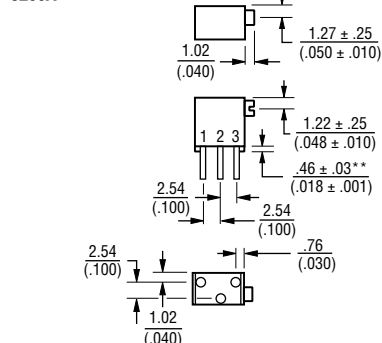 1.27 ± .25
(.050 ± .010)
1.02
(.040)
1.22 ± .25
(.048 ± .010)
1 2 3
.46 ± .03**
(.018 ± .001)
2.54
(.100)
2.54
(.100)
2.54
(.100)
.76
(.030)
1.02
(.040)